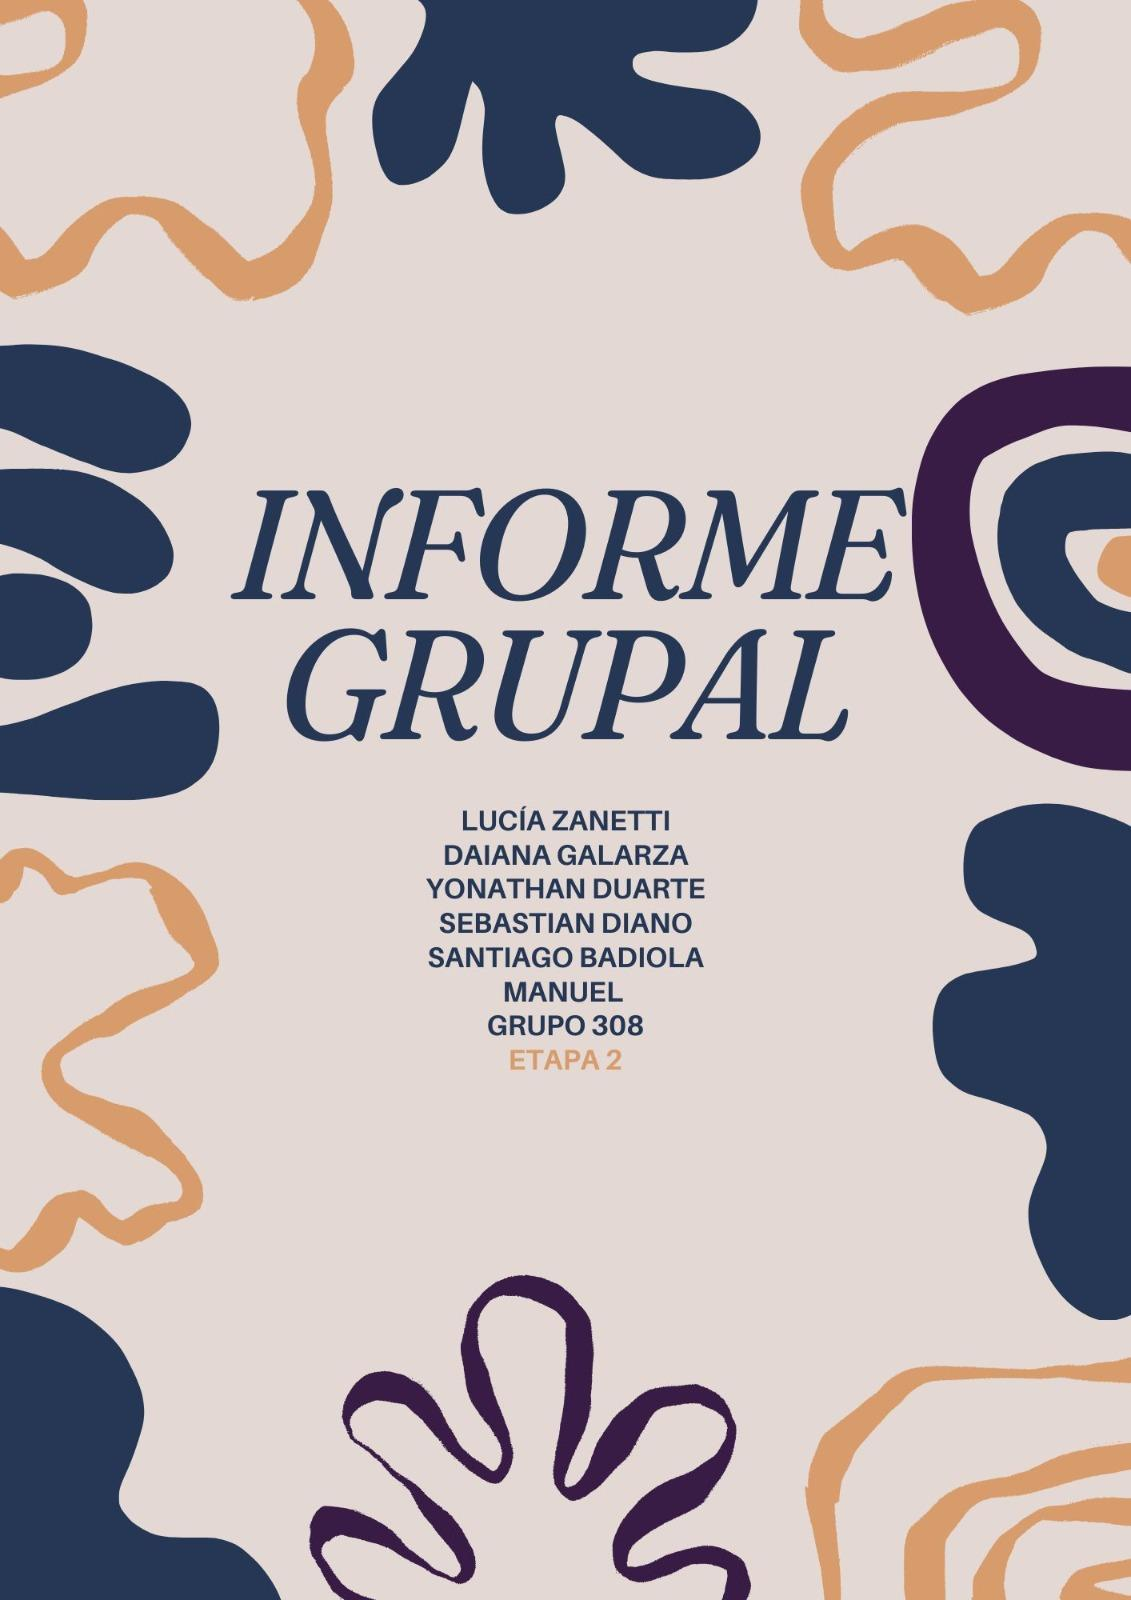 INFORME
GRUPAL
LUCÍA ZANETTI
DAIANA GALARZA
YONATHAN DUARTE
SEBASTIAN DIANO
SANTIAGO BADIOLA
MANUEL
GRUPO 308
ETAPA 2